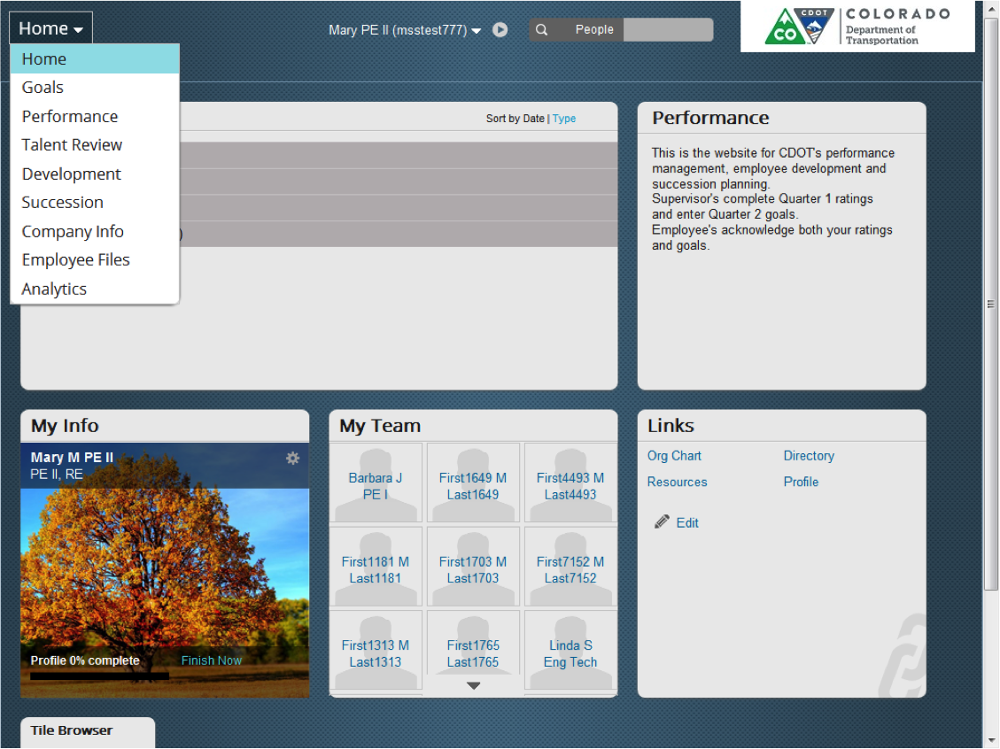 Home
Mary PE II (msstest777)
People
CDOT
CO
COLORADO
Department of
Transportation
Home
Goals
Performance
Talent Review
Development
Succession
Company Info
Employee Files
Analytics
Sort by Date | Type
)
Performance
This is the website for CDOT's performance
management, employee development and
succession planning.
Supervisor's complete Quarter 1 ratings
and enter Quarter 2 goals.
Employee's acknowledge both your ratings
and goals.
My Info
Mary M PE II
PE II, RE
Profile 0% complete
Finish Now
My Team
Barbara J
PE I
First1649 M
Last1649
First4493 M
Last4493
First1181 M
Last1181
First1703 M
Last1703
First7152 M
Last7152
First1313 M
Last1313
First1765
Last1765
Linda S
Eng Tech
Links
Org Chart
Directory
Resources
Profile
Edit
Tile Browser